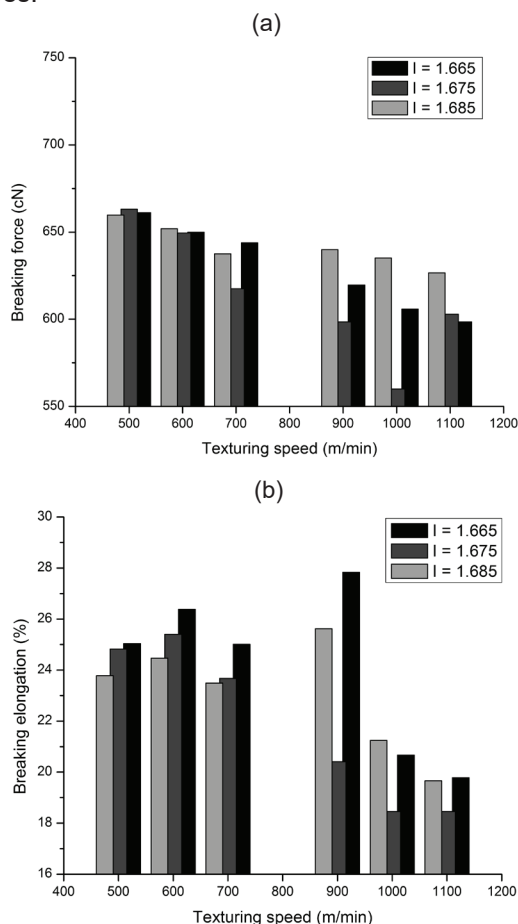 (a)
750
700
650
600
550
Breaking force (cN)
I = 1.665
I = 1.675
I = 1.685
400 500 600 700 800 900 1000 1100 1200
Texturing speed (m/min)
(b)
30
28
26
24
22
20
18
16
Breaking elongation (%)
I = 1.665
I = 1.675
I = 1.685
400 500 600 700 800 900 1000 1100 1200
Texturing speed (m/min)